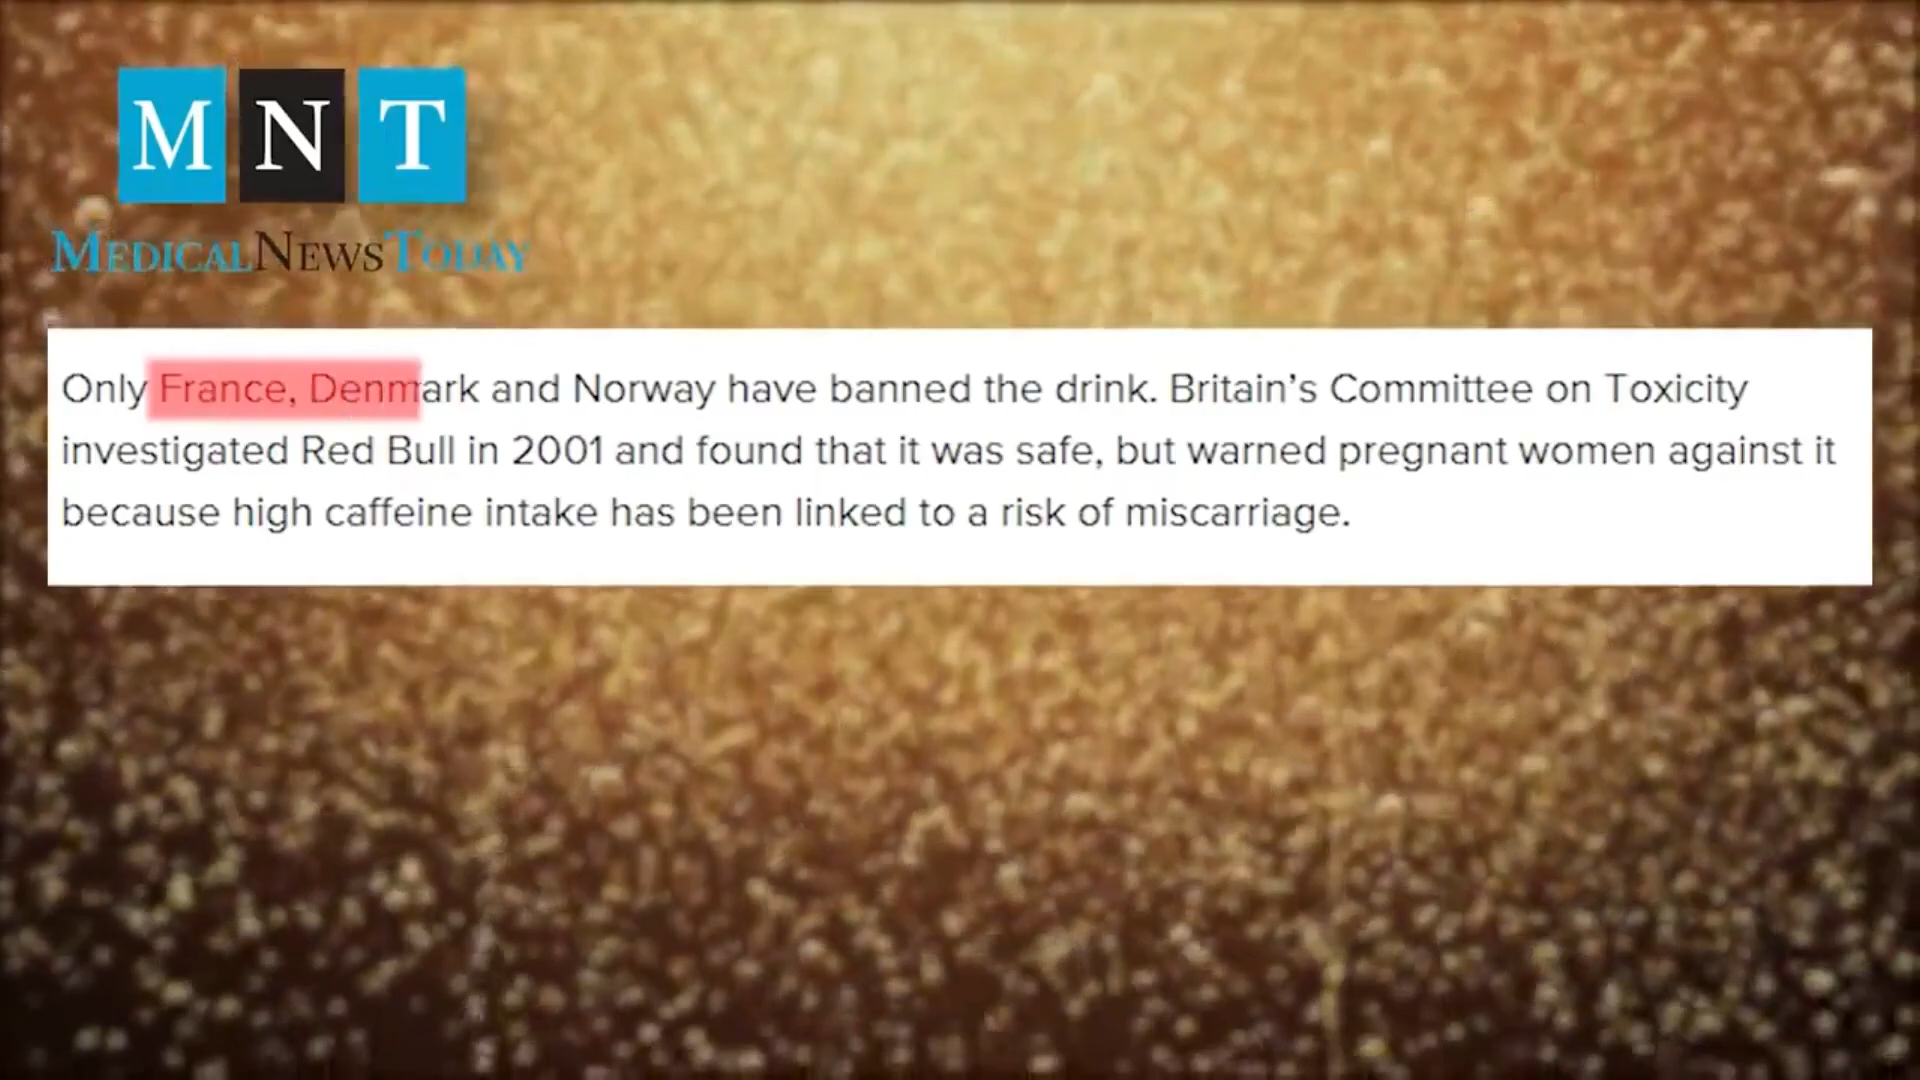 M N T
MEDICALNEWSTODAY
Only France, Denmark and Norway have banned the drink. Britain’s Committee on Toxicity
investigated Red Bull in 2001 and found that it was safe, but warned pregnant women against it
because high caffeine intake has been linked to a risk of miscarriage.